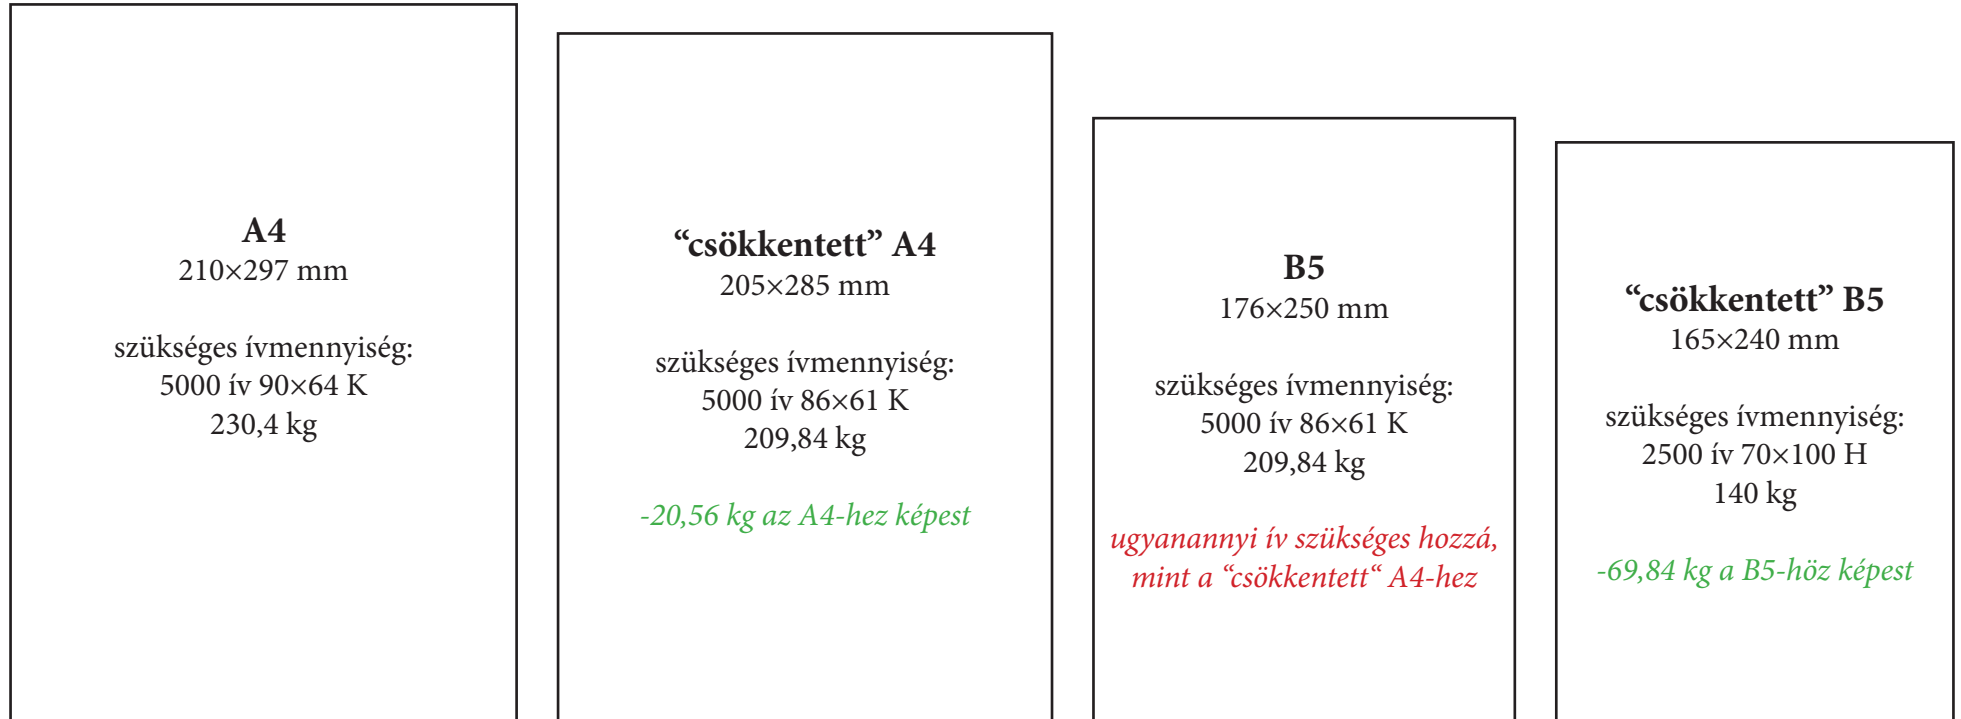 A4
210×297 mm
szükséges ívmennyiség:
5000 ív 90×64 K
230,4 kg
“csökkentett” A4
205×285 mm
szükséges ívmennyiség:
5000 ív 86×61 K
209,84 kg
-20,56 kg az A4-hez képest
B5
176×250 mm
szükséges ívmennyiség:
5000 ív 86×61 K
209,84 kg
ugyanannyi ív szükséges hozzá,
mint a “csökkentett“ A4-hez
“csökkentett” B5
165×240 mm
szükséges ívmennyiség:
2500 ív 70×100 H
140 kg
-69,84 kg a B5-höz képest